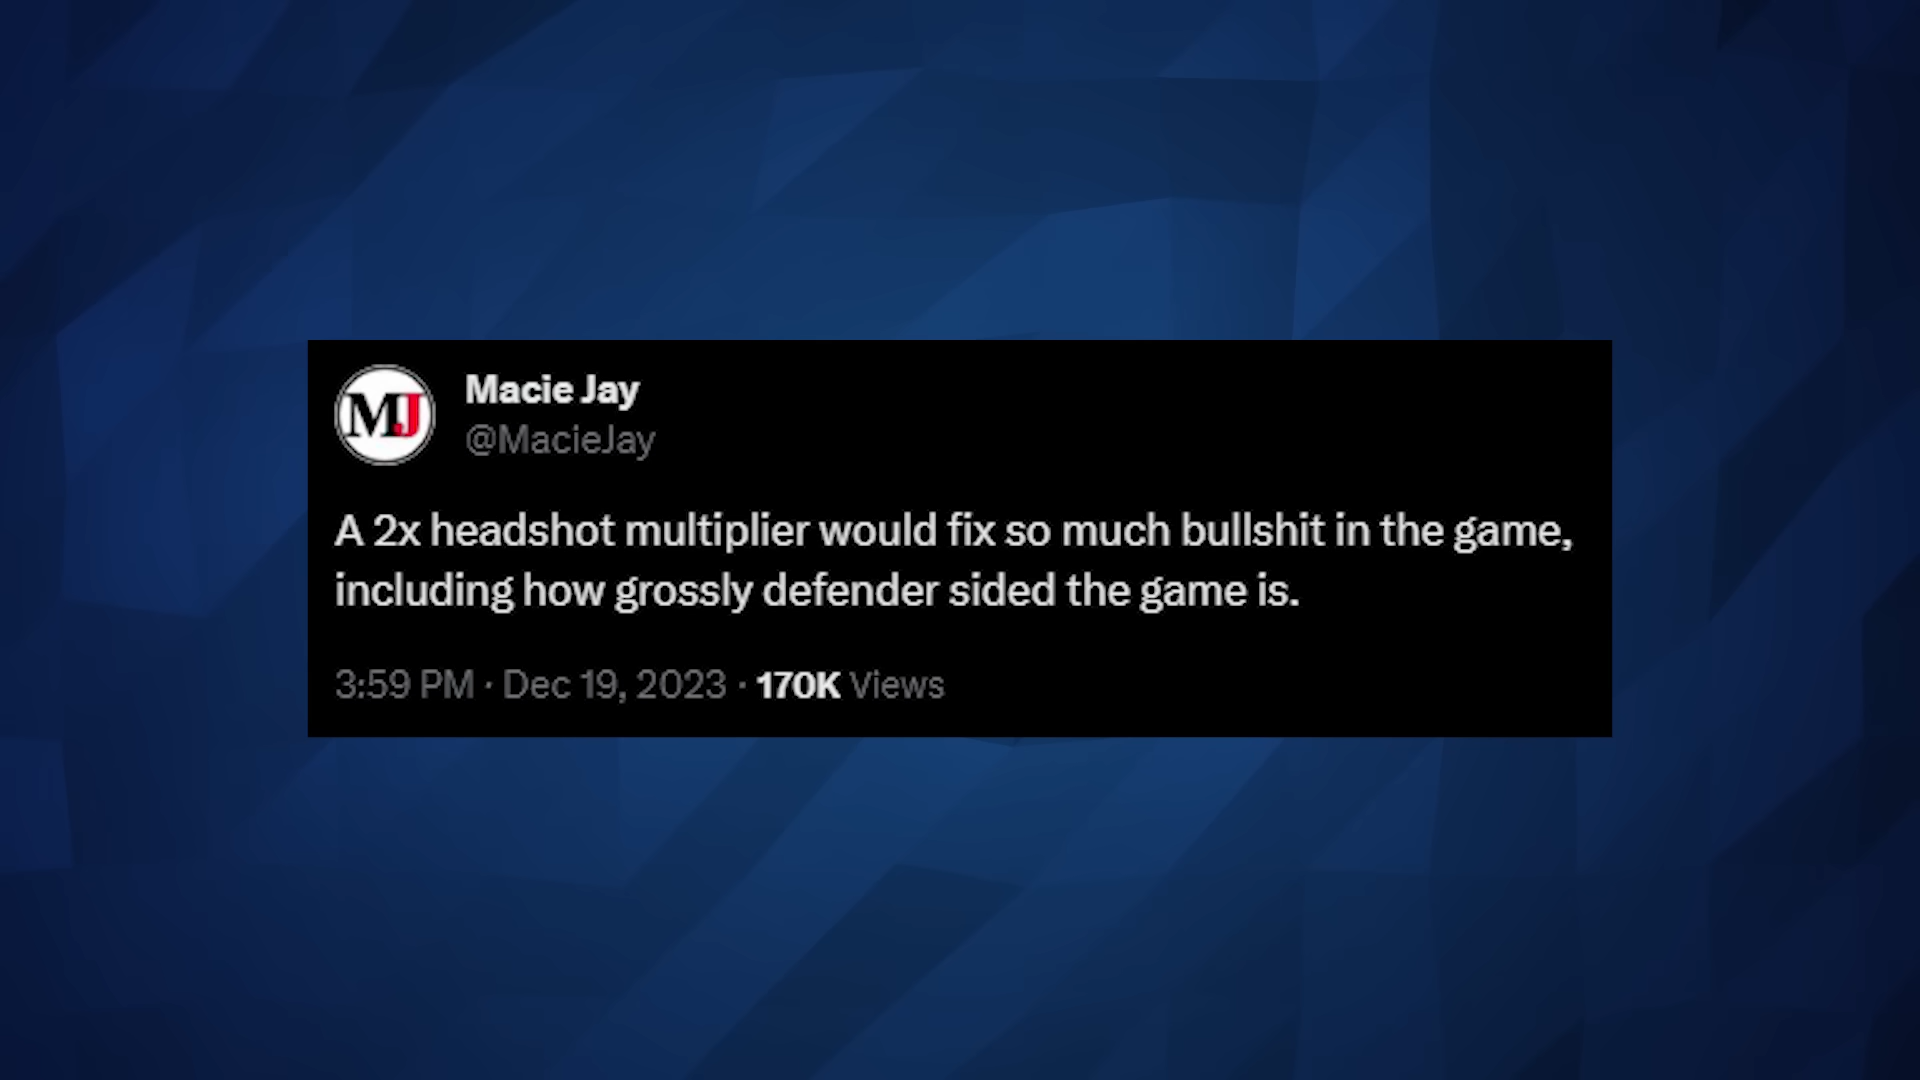 MJ
Macie Jay
@MacieJay
A 2x headshot multiplier would fix so much bullshit in the game,
including how grossly defender sided the game is.
3:59 PM · Dec 19, 2023 · 170K Views